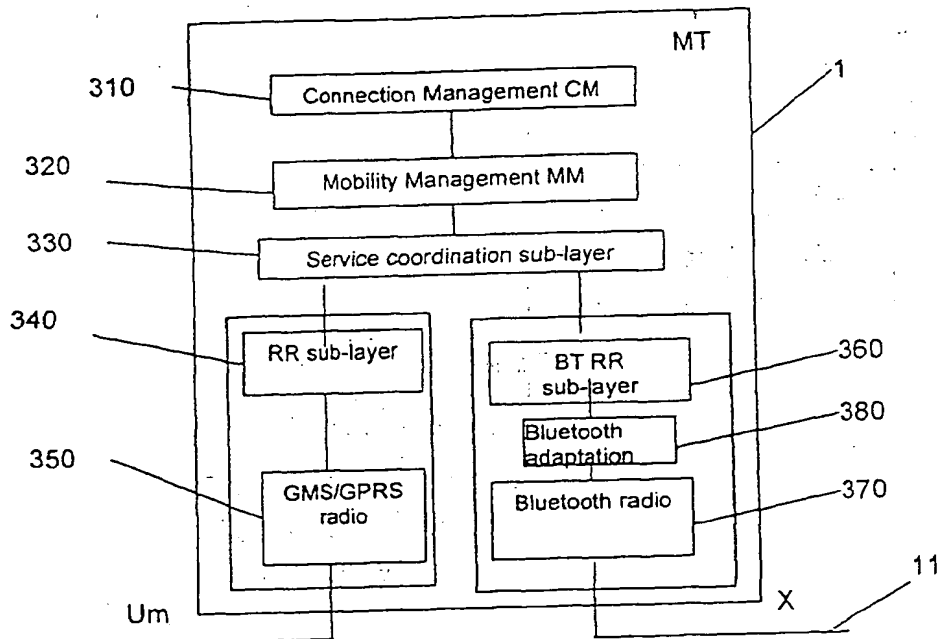 MT
1
310
Connection Management CM
320
Mobility Management MM
330
Service coordination sub-layer
340
RR sub-layer
BT RR
sub-layer
360
Bluetooth
adaptation
380
350
GMS/GPRS
radio
Bluetooth radio
370
Um
X
11